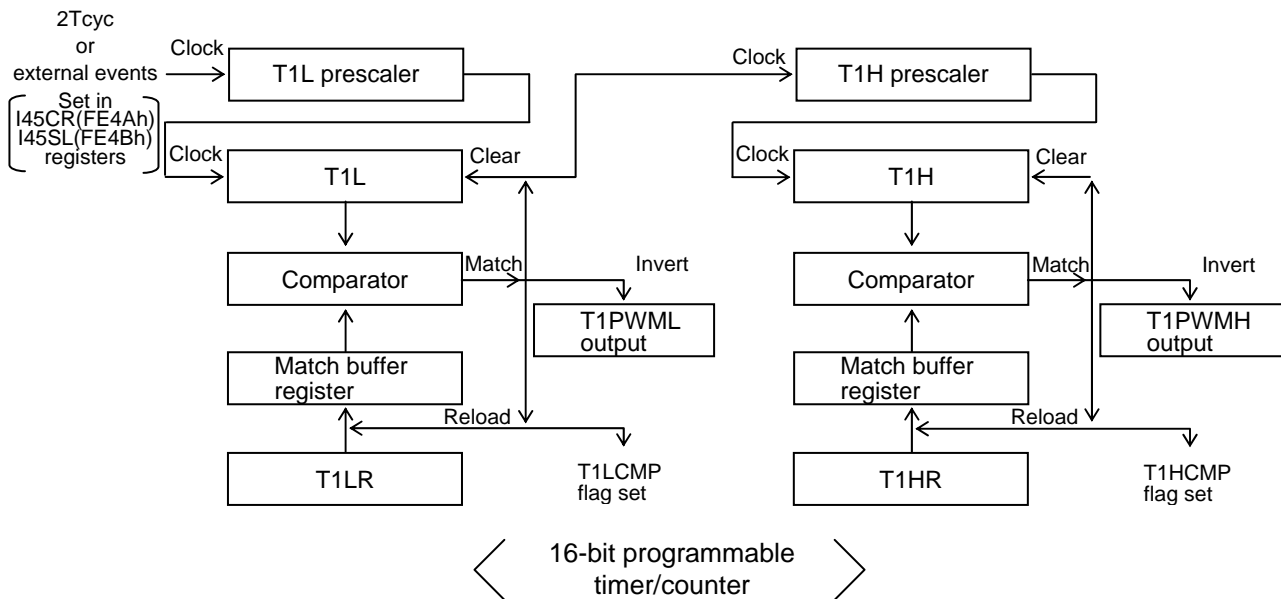 2Tcyc
or
external events
Set in
I45CR(FE4Ah)
I45SL(FE4Bh)
registers
Clock
T1L prescaler
Clock
T1L
Clear
Comparator
Match
Invert
T1PWML
output
Match buffer
register
Reload
T1LR
T1LCMP
flag set
Clock
T1H prescaler
Clock
T1H
Clear
Comparator
Match
Invert
T1PWMH
output
Match buffer
register
Reload
T1HR
T1HCMP
flag set
16-bit programmable
timer/counter